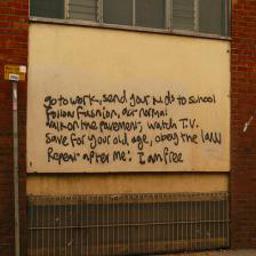 go to work, send your kids to school
follow fashion, act normal
walk on the pavement, watch T.V.
save for your old age, obey the law
Repeat after me: I am free